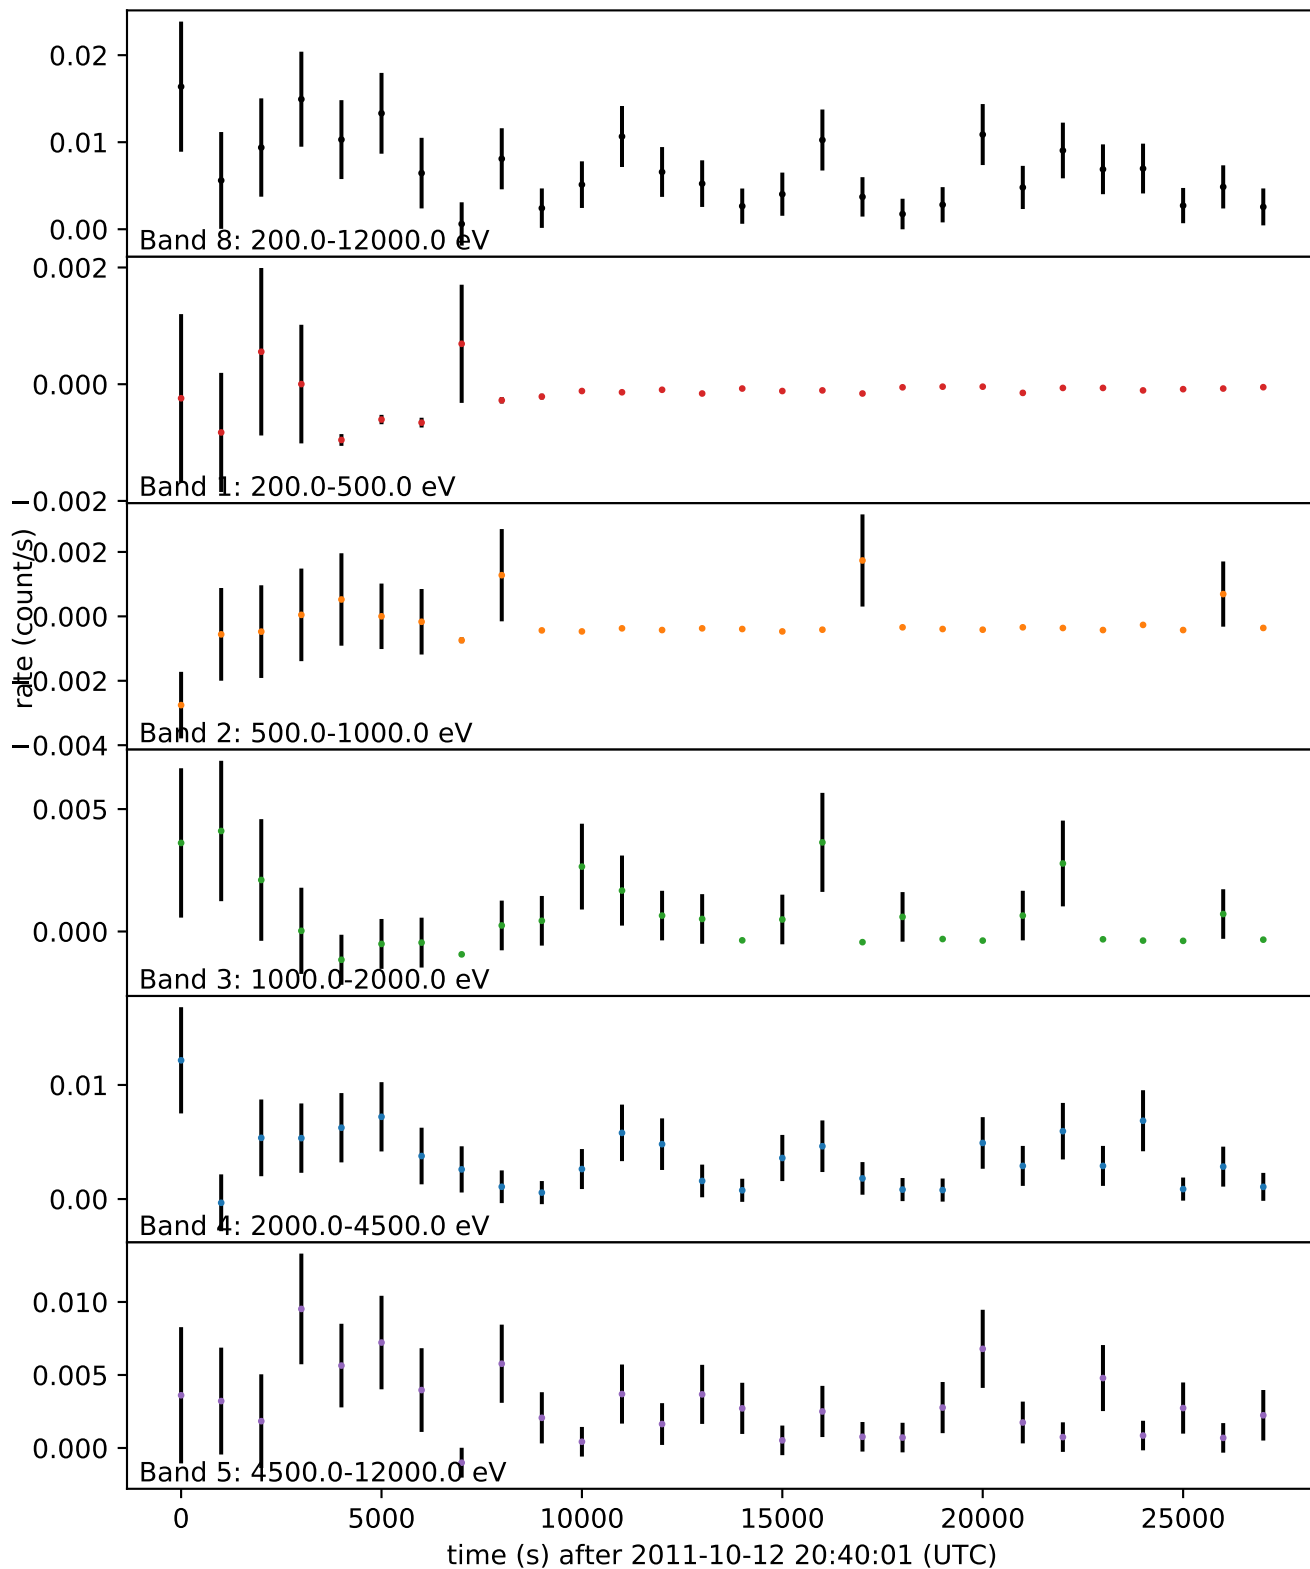 0.02
0.01
0.00
Band 8: 200.0-12000.0 eV
0.002
0.000
−0.002
Band 1: 200.0-500.0 eV
rate (count/s)
0.002
0.000
−0.002
−0.004
Band 2: 500.0-1000.0 eV
0.005
0.000
Band 3: 1000.0-2000.0 eV
0.01
0.00
Band 4: 2000.0-4500.0 eV
0.010
0.005
0.000
Band 5: 4500.0-12000.0 eV
0 5000 10000 15000 20000 25000
time (s) after 2011-10-12 20:40:01 (UTC)